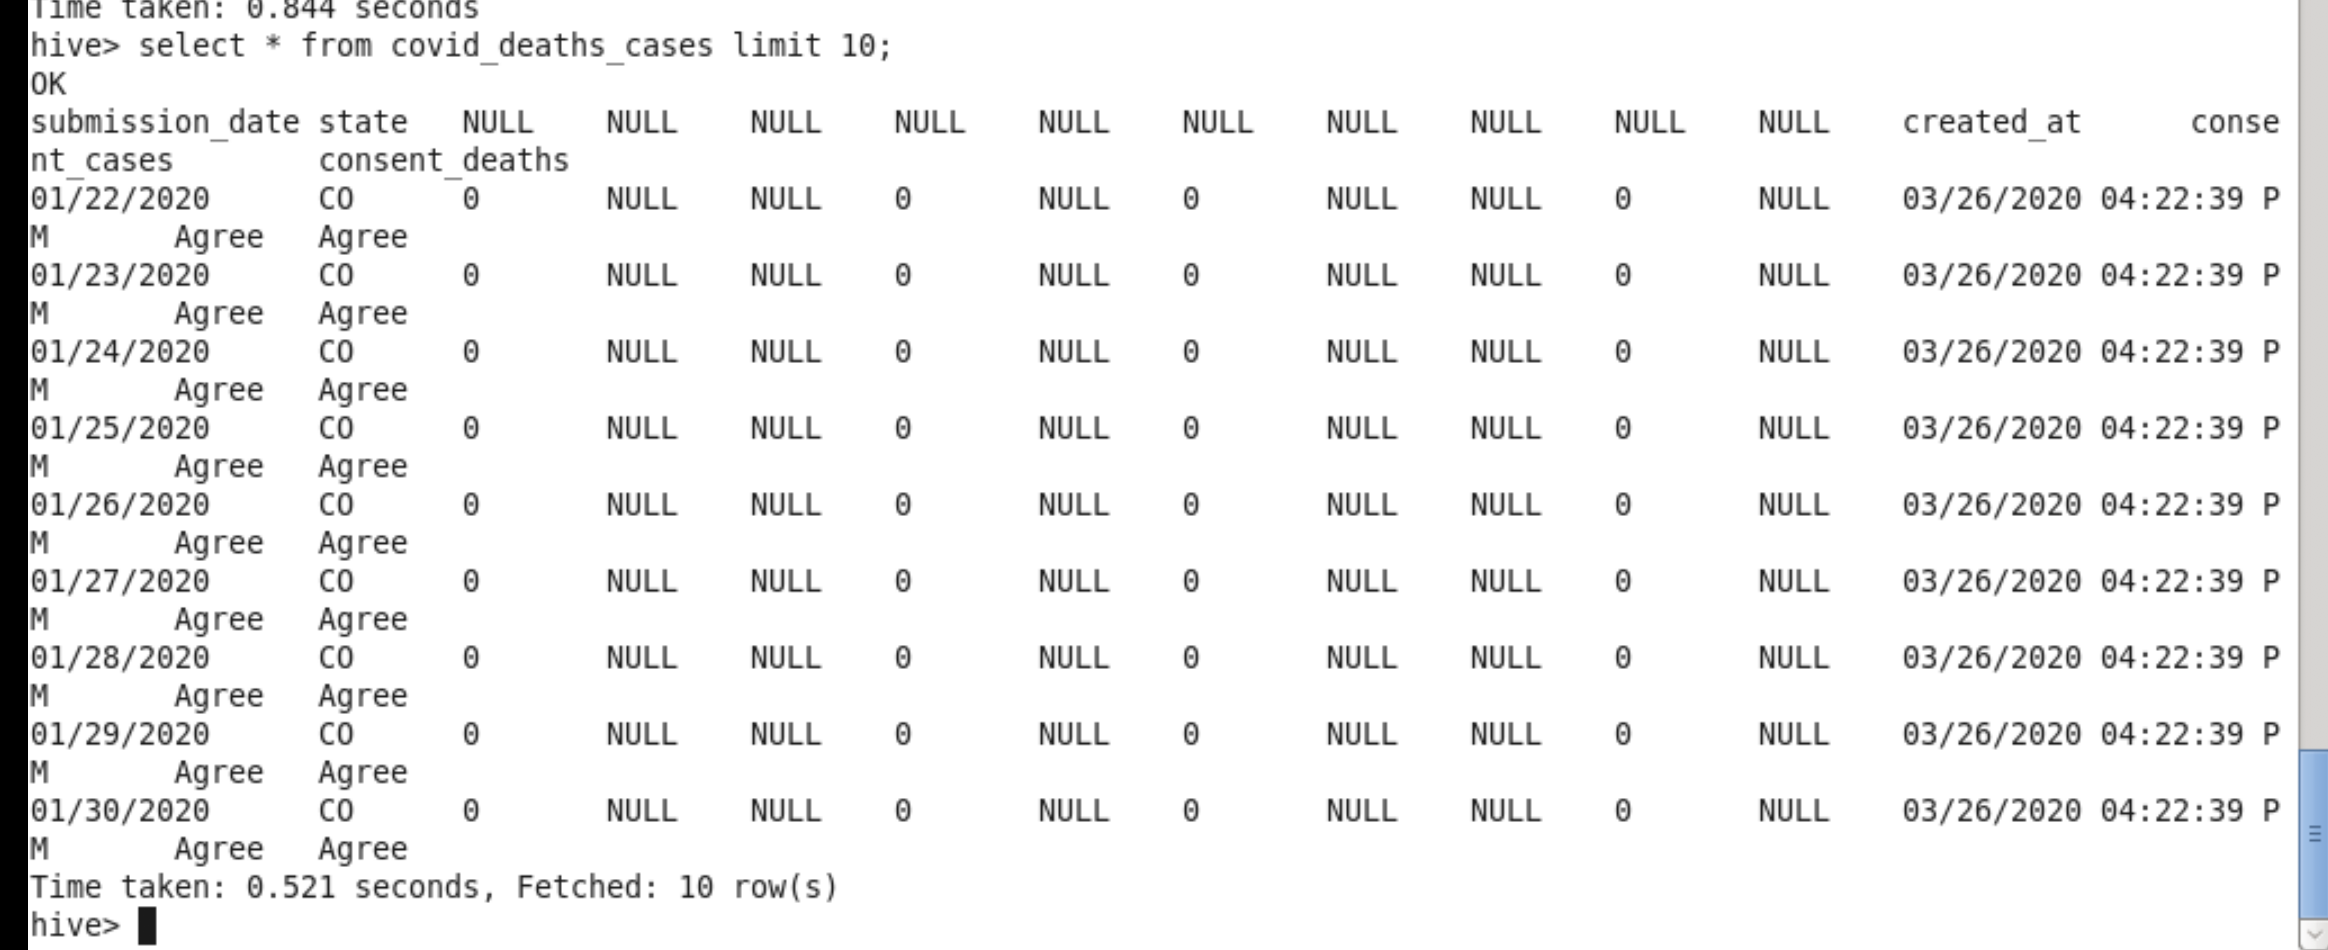 Time taken: 0.844 seconds
hive> select * from covid_deaths_cases limit 10;
OK
submission_date state NULL NULL NULL NULL NULL NULL NULL NULL NULL NULL created_at conse
nt_cases consent_deaths
01/22/2020 CO 0 NULL NULL 0 NULL 0 NULL NULL 0 NULL 03/26/2020 04:22:39 P
M Agree Agree
01/23/2020 CO 0 NULL NULL 0 NULL 0 NULL NULL 0 NULL 03/26/2020 04:22:39 P
M Agree Agree
01/24/2020 CO 0 NULL NULL 0 NULL 0 NULL NULL 0 NULL 03/26/2020 04:22:39 P
M Agree Agree
01/25/2020 CO 0 NULL NULL 0 NULL 0 NULL NULL 0 NULL 03/26/2020 04:22:39 P
M Agree Agree
01/26/2020 CO 0 NULL NULL 0 NULL 0 NULL NULL 0 NULL 03/26/2020 04:22:39 P
M Agree Agree
01/27/2020 CO 0 NULL NULL 0 NULL 0 NULL NULL 0 NULL 03/26/2020 04:22:39 P
M Agree Agree
01/28/2020 CO 0 NULL NULL 0 NULL 0 NULL NULL 0 NULL 03/26/2020 04:22:39 P
M Agree Agree
01/29/2020 CO 0 NULL NULL 0 NULL 0 NULL NULL 0 NULL 03/26/2020 04:22:39 P
M Agree Agree
01/30/2020 CO 0 NULL NULL 0 NULL 0 NULL NULL 0 NULL 03/26/2020 04:22:39 P
M Agree Agree
Time taken: 0.521 seconds, Fetched: 10 row(s)
hive>